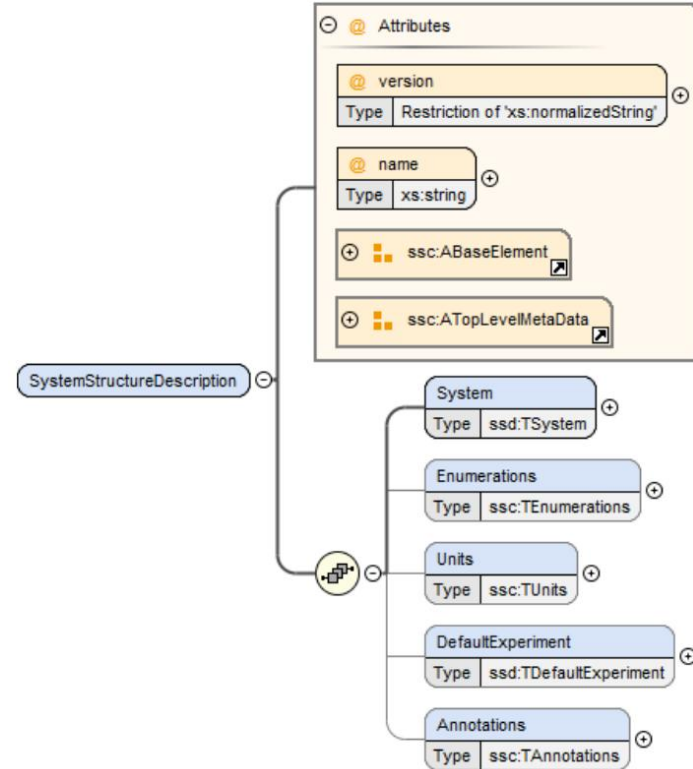 @ Attributes
@ version
Type Restriction of 'xs:normalizedString'
@ name
Type xs:string
ssc:ABaseElement
ssc:ATopLevelMetaData
SystemStructureDescription
System
Type ssd:TSystem
Enumerations
Type ssc:TEnumerations
Units
Type ssc:TUnits
DefaultExperiment
Type ssd:TDefaultExperiment
Annotations
Type ssc:TAnnotations